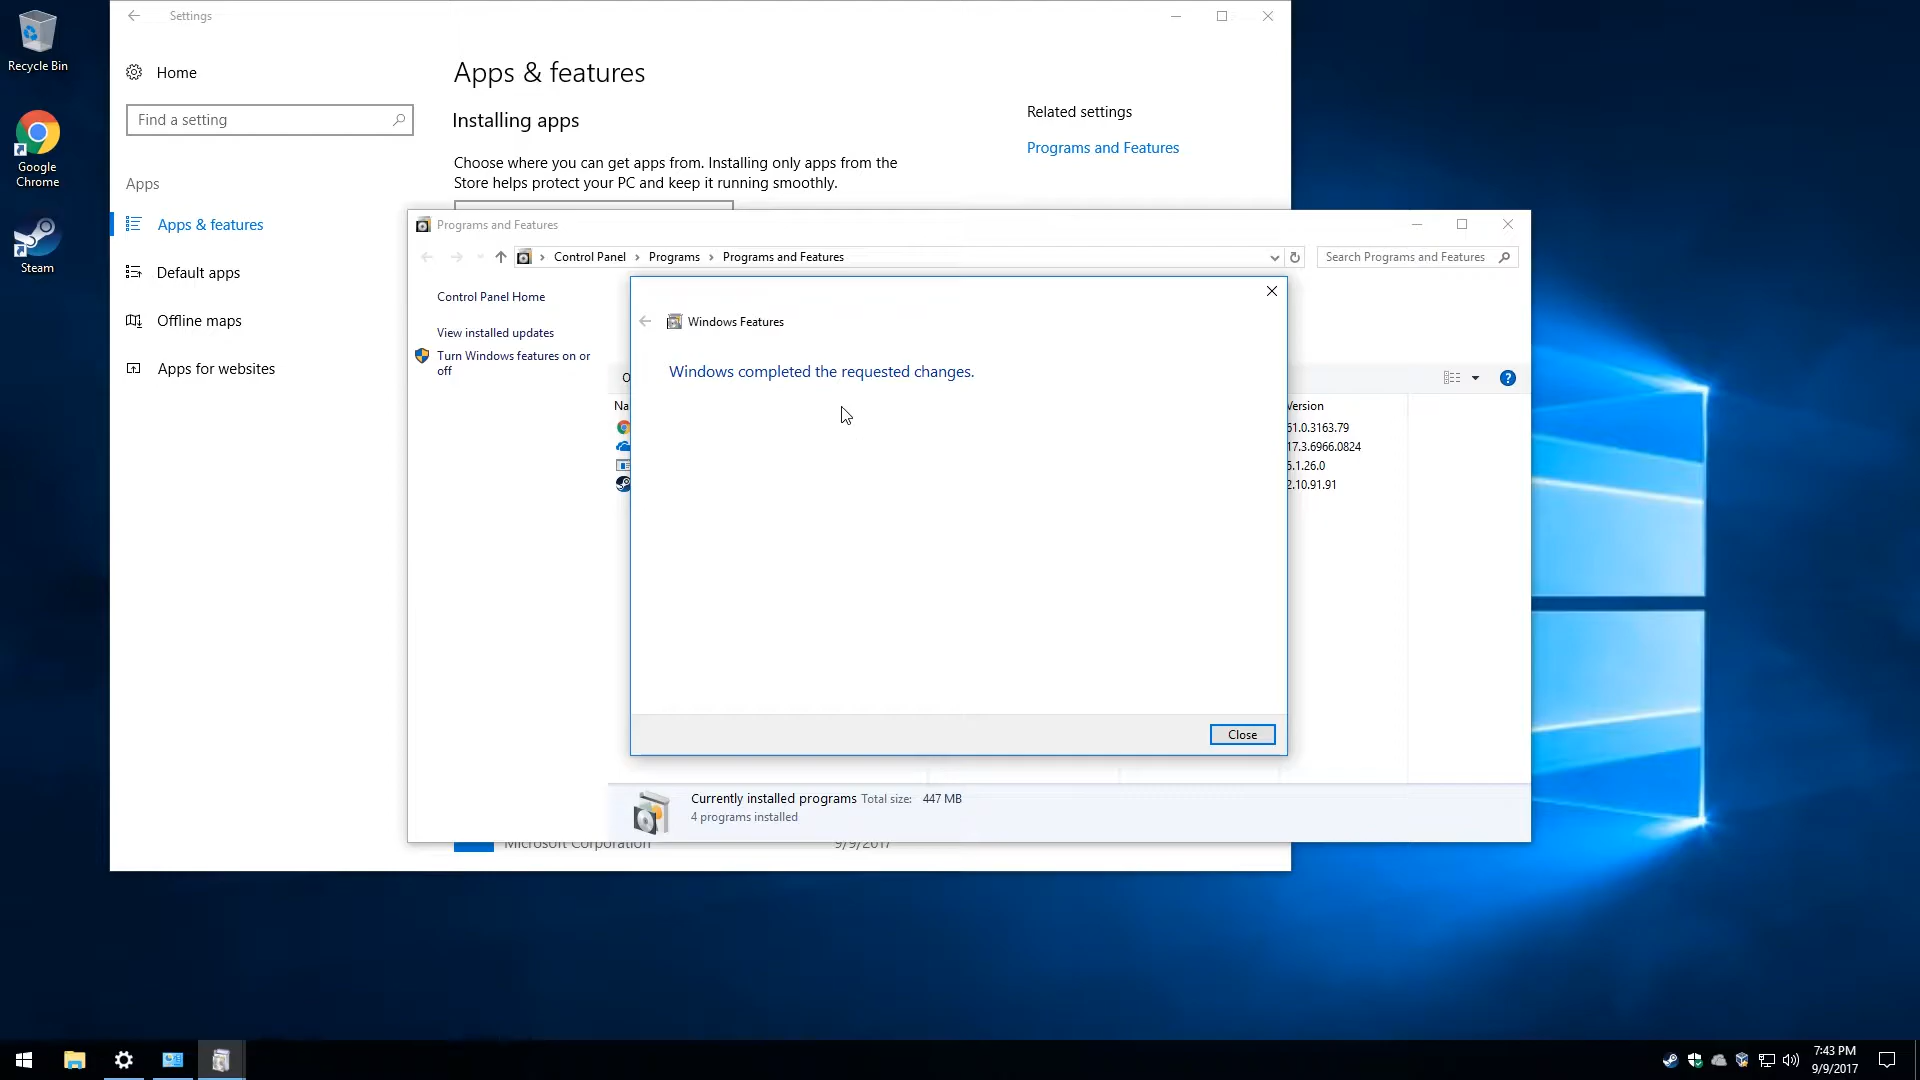 Recycle Bin
Google
Chrome
Steam
Settings
Home
Find a setting
Apps
Apps & features
Default apps
Offline maps
Apps for websites
Apps & features
Installing apps
Choose where you can get apps from. Installing only apps from the
Store helps protect your PC and keep it running smoothly.
Related settings
Programs and Features
Programs and Features
Control Panel
Programs
Programs and Features
Search Programs and Features
Control Panel Home
View installed updates
Turn Windows features on or
off
Windows Features
Windows completed the requested changes.
Close
Version
61.0.3163.79
17.3.6966.0824
5.1.26.0
2.10.91.91
Currently installed programs Total size: 447 MB
4 programs installed
Microsoft Corporation 9/9/2017
7:43 PM
9/9/2017